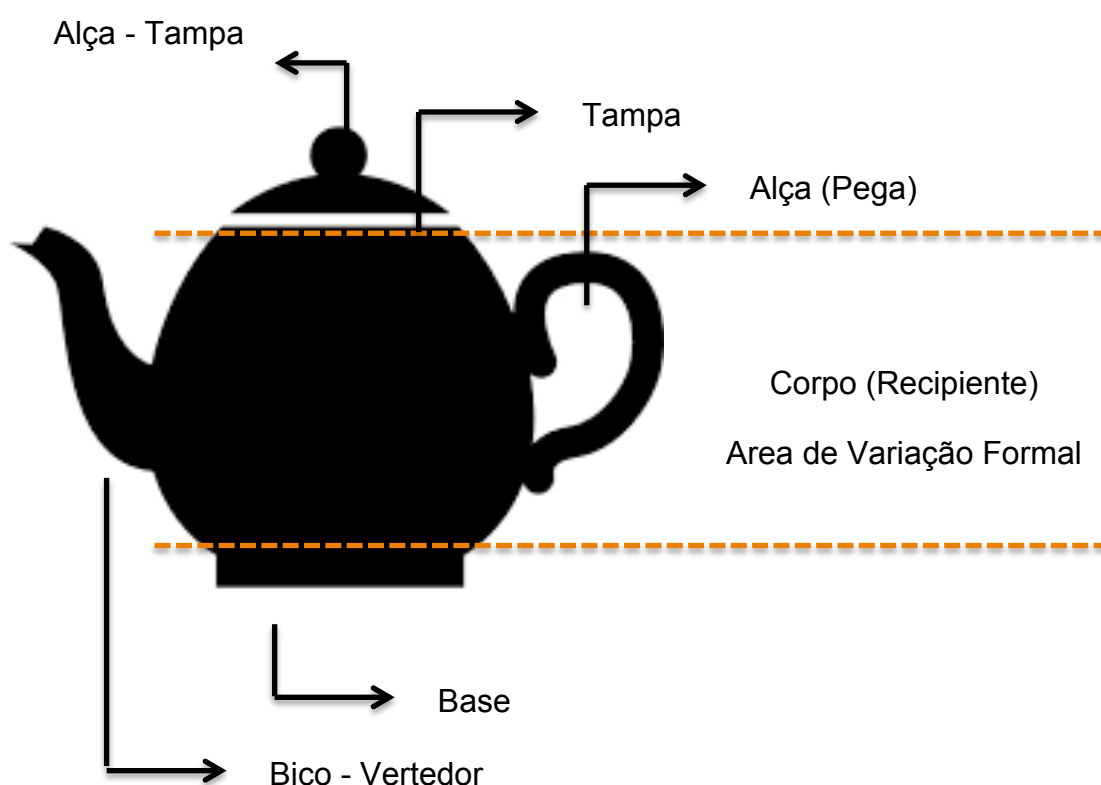 Alça - Tampa
Tampa
Alça (Pega)
Corpo (Recipiente)
Area de Variação Formal
Base
Bico - Vertedor